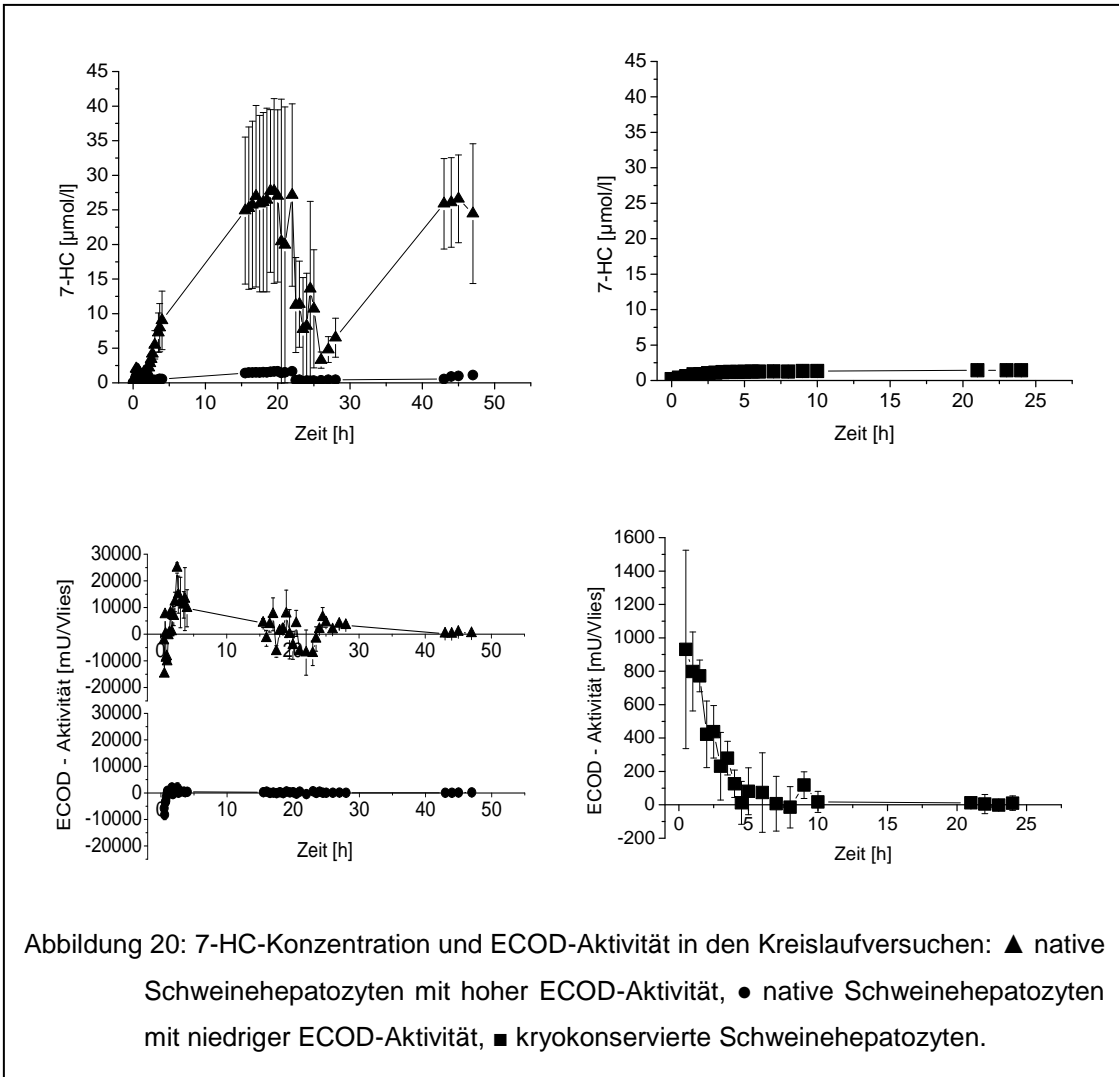 45
40
35
30
25
20
15
10
5
0
7-HC [µmol/l]
0 10 20 30 40 50
Zeit [h]
45
40
35
30
25
20
15
10
5
0
7-HC [µmol/l]
0 5 10 15 20 25
Zeit [h]
30000
20000
10000
0
-10000
-20000
0 10 20 30 40 50
30000
20000
10000
0
-10000
-20000
ECOD - Aktivität [mU/Vlies]
0 10 20 30 40 50
Zeit [h]
1600
1400
1200
1000
800
600
400
200
0
-200
ECOD - Aktivität [mU/Vlies]
0 5 10 15 20 25
Zeit [h]
Abbildung 20: 7-HC-Konzentration und ECOD-Aktivität in den Kreislaufversuchen: ▲ native
Schweinehepatozyten mit hoher ECOD-Aktivität, ● native Schweinehepatozyten
mit niedriger ECOD-Aktivität, ■ kryokonservierte Schweinehepatozyten.